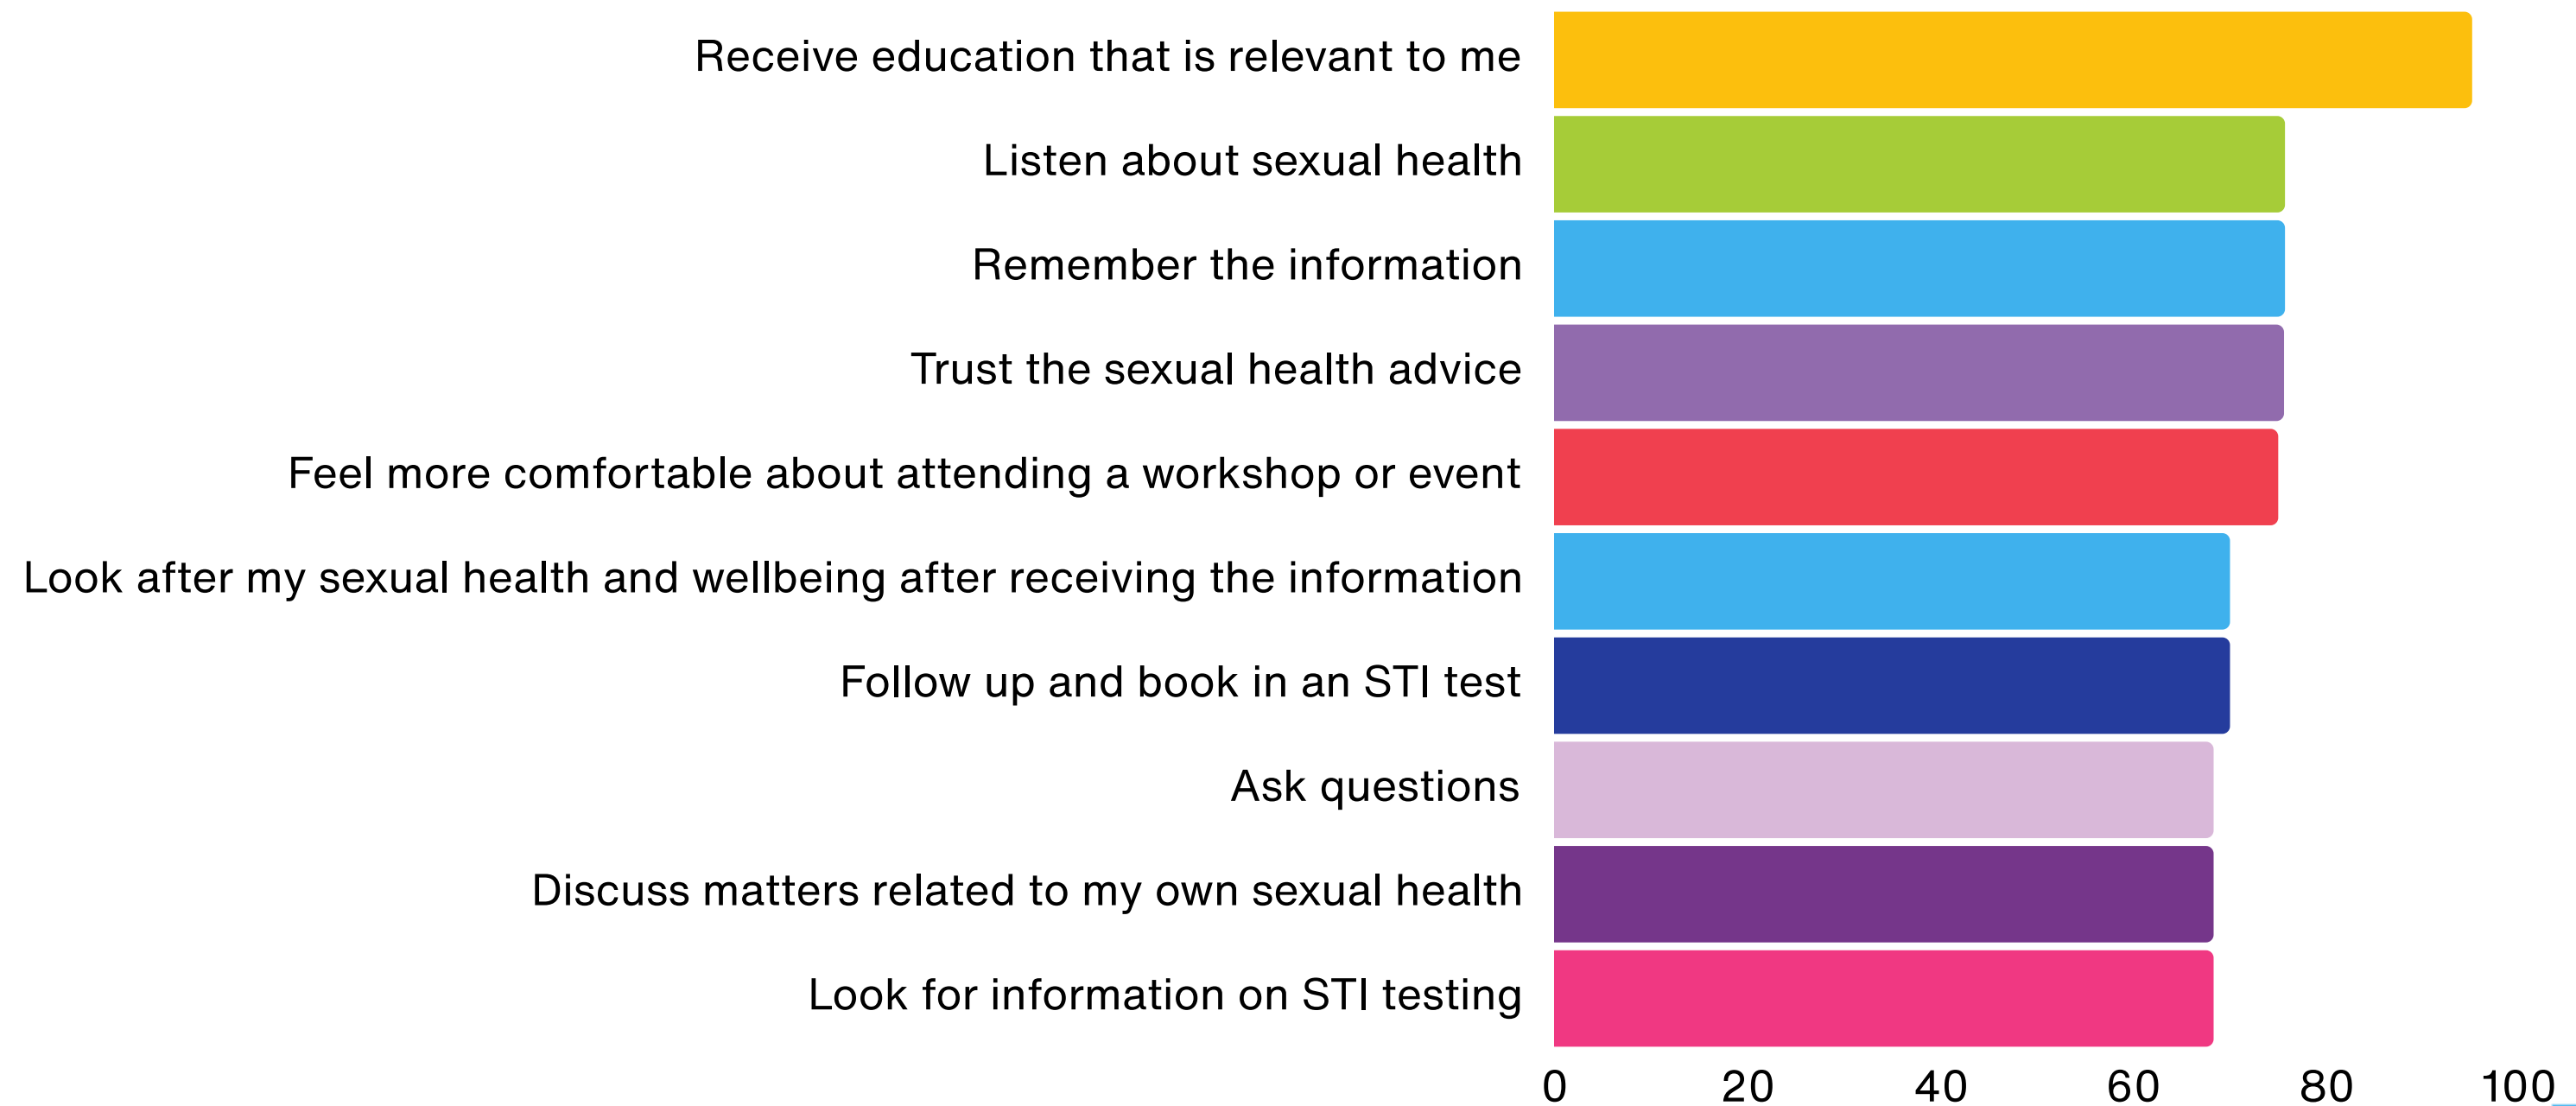 Receive education that is relevant to me
Listen about sexual health
Remember the information
Trust the sexual health advice
Feel more comfortable about attending a workshop or event
Look after my sexual health and wellbeing after receiving the information
Follow up and book in an STI test
Ask questions
Discuss matters related to my own sexual health
Look for information on STI testing
0 20 40 60 80 100